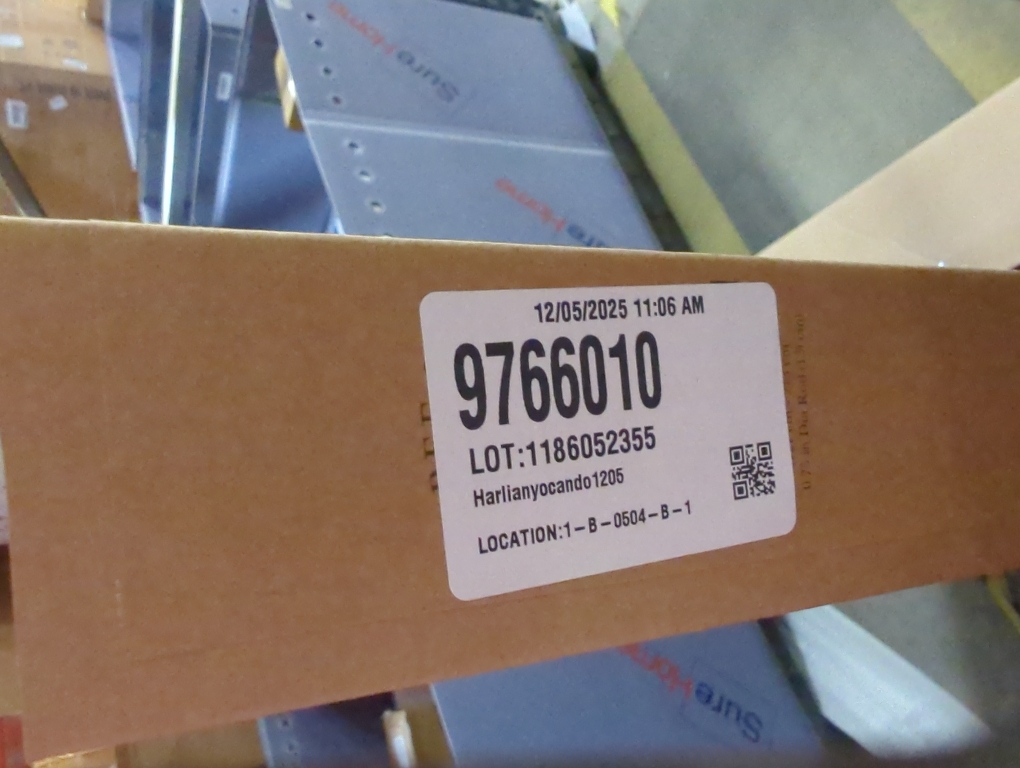 SureHome
SureHome
12/05/2025 11:06 AM
9766010
LOT:1186052355
Harlianyocando1205
LOCATION:1-B-0504-B-1
SureHome